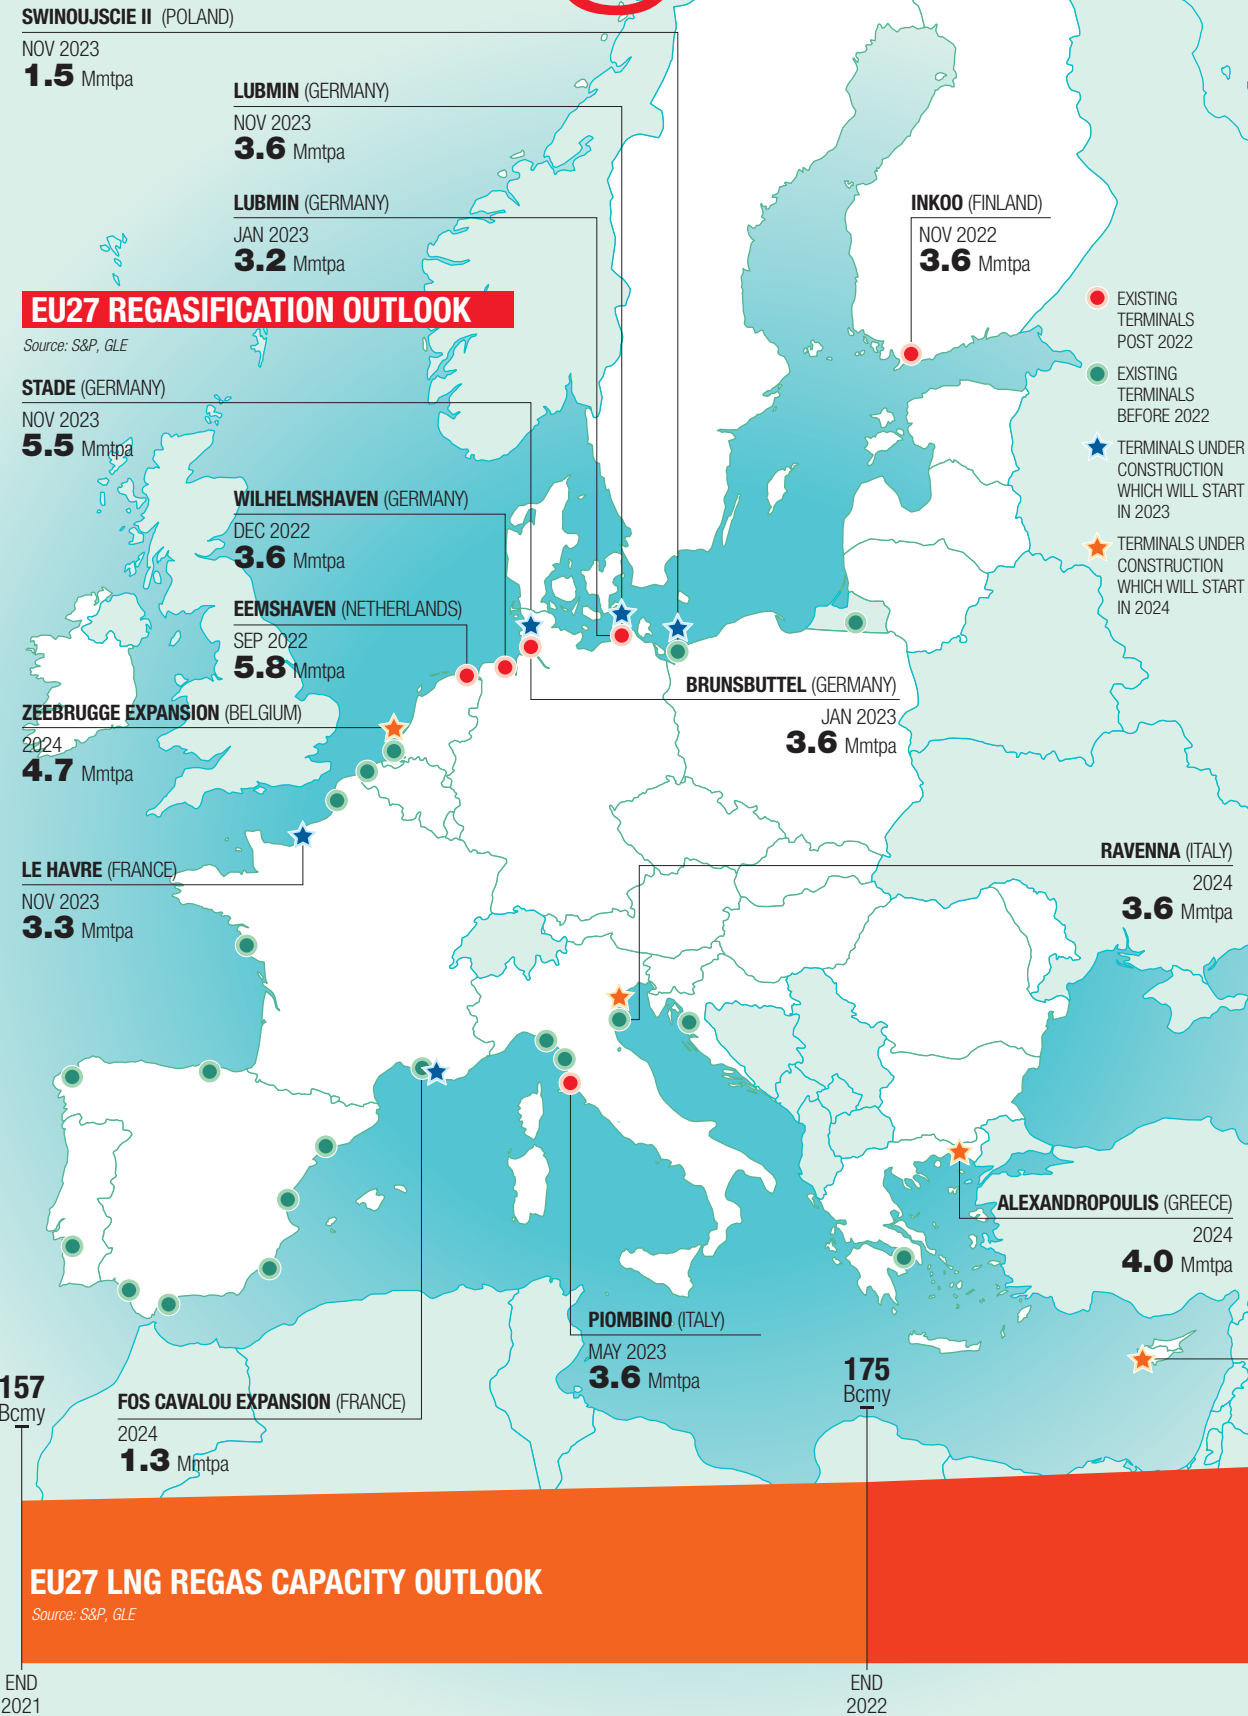 SWINOUJSCIE II (POLAND)
NOV 2023
1.5 Mmtpa
LUBMIN (GERMANY)
NOV 2023
3.6 Mmtpa
LUBMIN (GERMANY)
JAN 2023
3.2 Mmtpa
INKOO (FINLAND)
NOV 2022
3.6 Mmtpa
EU27 REGASIFICATION OUTLOOK
Source: S&P, GLE
EXISTING
TERMINALS
POST 2022
EXISTING
TERMINALS
BEFORE 2022
TERMINALS UNDER
CONSTRUCTION
WHICH WILL START
IN 2023
TERMINALS UNDER
CONSTRUCTION
WHICH WILL START
IN 2024
STADE (GERMANY)
NOV 2023
5.5 Mmtpa
WILHELMSHAVEN (GERMANY)
DEC 2022
3.6 Mmtpa
EEMSHAVEN (NETHERLANDS)
SEP 2022
5.8 Mmtpa
BRUNSBUTTEL (GERMANY)
JAN 2023
3.6 Mmtpa
ZEEBRUGGE EXPANSION (BELGIUM)
2024
4.7 Mmtpa
LE HAVRE (FRANCE)
NOV 2023
3.3 Mmtpa
RAVENNA (ITALY)
2024
3.6 Mmtpa
ALEXANDROPOULIS (GREECE)
2024
4.0 Mmtpa
PIOMBINO (ITALY)
MAY 2023
3.6 Mmtpa
FOS CAVALOU EXPANSION (FRANCE)
2024
1.3 Mmtpa
157
Bcmy
175
Bcmy
EU27 LNG REGAS CAPACITY OUTLOOK
Source: S&P, GLE
END
2021
END
2022